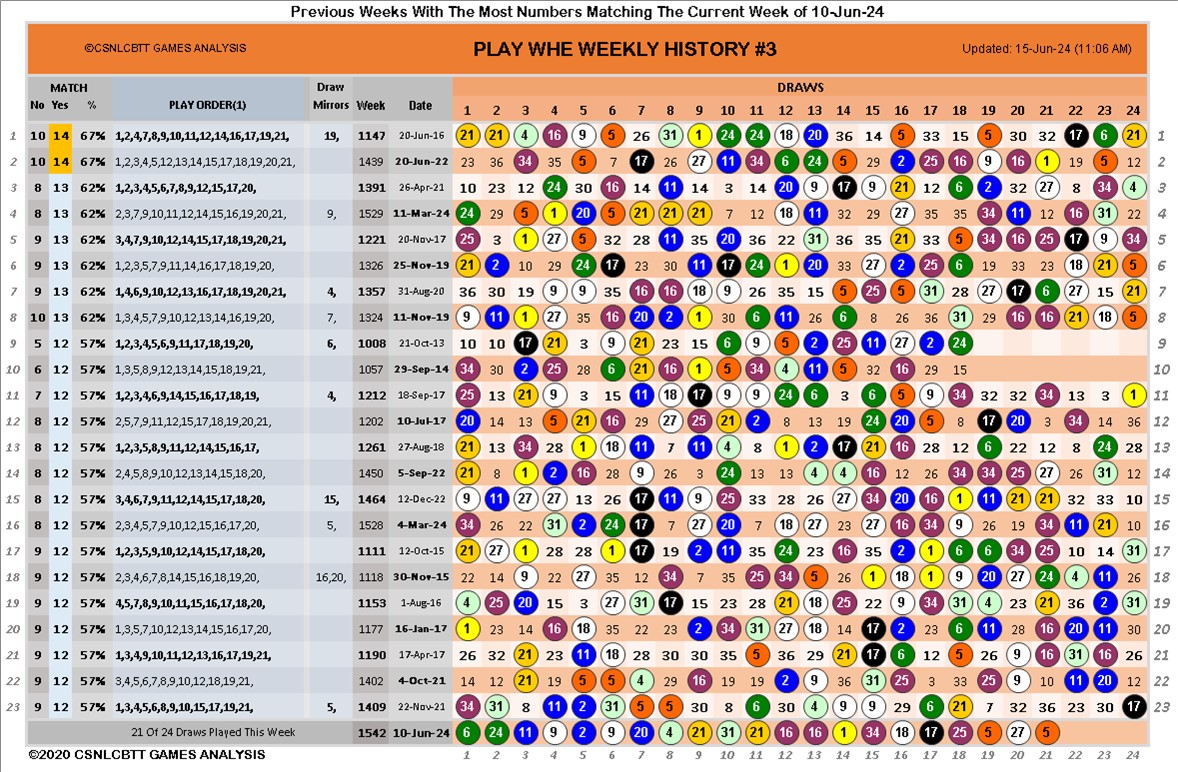 Previous Weeks With The Most Numbers Matching The Current Week of 10-Jun-24
©CSNLCBTT GAMES ANALYSIS PLAY WHE WEEKLY HISTORY #3 Updated: 15-Jun-24 (11:06 AM)
MATCH Draw DRAWS
No Yes % PLAY ORDER(1) Mirrors Week Date 1 2 3 4 5 6 7 8 9 10 11 12 13 14 15 16 17 18 19 20 21 22 23 24
1 10 14 67% 1,2,4,7,8,9,10,11,12,14,16,17,19,21, 19, 1147 20-Jun-16 21 21 4 16 9 5 26 31 1 24 24 18 20 36 14 5 33 15 5 30 32 17 6 21 1
2 10 14 67% 1,2,3,4,5,12,13,14,15,17,18,19,20,21, 1439 20-Jun-22 23 36 34 35 5 7 17 26 27 11 34 6 24 5 29 2 25 16 9 16 1 19 5 12 2
3 8 13 62% 1,2,3,4,5,6,7,8,9,12,15,17,20, 1391 26-Apr-21 10 23 12 24 30 16 14 11 14 3 14 20 9 17 9 21 12 6 2 32 27 8 34 4 3
4 8 13 62% 2,3,7,9,10,11,12,14,15,16,19,20,21, 9, 1529 11-Mar-24 24 29 5 1 20 5 21 21 21 7 12 18 11 32 29 27 35 35 34 11 12 16 31 22 4
5 9 13 62% 3,4,7,9,10,12,14,15,17,18,19,20,21, 1221 20-Nov-17 25 3 1 27 5 32 28 11 35 20 36 22 31 36 35 21 33 5 34 16 25 17 9 34 5
6 9 13 62% 1,2,3,5,7,9,11,14,16,17,18,19,20, 1326 25-Nov-19 21 2 10 29 24 17 23 30 11 17 24 1 20 33 27 2 25 6 19 33 23 18 21 5 6
7 9 13 62% 1,4,6,9,10,12,13,16,17,18,19,20,21, 4, 1357 31-Aug-20 36 30 19 9 9 35 16 16 18 9 26 35 15 5 25 5 31 28 27 17 6 27 15 21 7
8 10 13 62% 1,3,4,5,7,9,10,12,13,14,16,19,20, 7, 1324 11-Nov-19 9 11 1 27 35 16 20 2 1 30 6 11 26 6 8 26 36 31 29 16 16 21 18 5 8
9 5 12 57% 1,2,3,5,6,9,11,17,18,19,20, 6, 1008 21-Oct-13 10 10 17 21 3 9 21 23 15 6 9 5 2 25 11 27 2 24 9
10 6 12 57% 1,3,5,6,8,9,12,15,18,19,21, 1057 29-Sep-14 34 30 2 25 28 6 21 16 1 5 34 4 11 5 32 16 29 15 10
11 7 12 57% 1,2,3,4,6,9,14,15,16,17,18,19, 4, 1212 18-Sep-17 25 13 21 9 3 15 11 18 17 9 9 24 6 3 6 5 9 34 32 32 34 13 3 1 11
12 8 12 57% 2,5,7,9,11,12,14,15,18,19,20,21, 1202 10-Jul-17 20 14 13 5 21 16 29 27 25 21 2 13 14 19 24 20 5 8 17 20 3 34 14 36 12
13 8 12 57% 1,2,3,5,8,9,11,12,13,15,16,17, 1261 27-Aug-18 21 13 34 28 1 18 11 7 11 4 8 1 2 17 21 16 28 12 6 22 12 8 24 28 13
14 8 12 57% 2,4,5,8,9,10,12,13,14,15,18,20, 1450 5-Sep-22 21 8 1 2 16 28 9 26 3 24 13 13 4 4 16 12 26 34 34 25 27 26 31 12 14
15 8 12 57% 3,4,6,7,9,11,12,14,15,17,18,20, 15, 1464 12-Dec-22 9 11 27 27 13 26 17 11 9 25 33 28 26 27 34 20 16 1 11 21 21 32 33 10 15
16 8 12 57% 2,3,4,5,7,9,10,12,15,16,17,20, 5, 1528 4-Mar-24 34 26 22 31 2 24 17 7 27 20 7 18 27 23 27 16 34 9 26 19 34 11 21 10 16
17 9 12 57% 1,2,3,5,9,10,12,14,15,17,18,20, 1111 12-Oct-15 21 27 1 28 28 1 17 19 2 11 35 24 23 16 35 2 1 6 6 34 25 10 14 31 17
18 9 12 57% 2,3,4,6,7,8,14,15,16,18,19,20, 16,20, 1118 30-Nov-15 22 14 9 22 27 35 12 34 7 35 25 34 5 26 1 18 1 9 20 27 24 4 11 26 18
19 9 12 57% 4,5,7,8,9,10,11,15,16,17,18,20, 1153 1-Aug-16 4 25 20 15 3 27 31 17 15 23 28 21 18 25 22 9 34 31 4 23 21 36 2 31 19
20 9 12 57% 1,3,5,7,10,12,13,14,15,16,17,20, 1177 16-Jan-17 1 23 14 16 18 35 22 23 2 34 31 27 18 14 17 2 23 6 11 28 16 20 11 30 20
21 9 12 57% 1,3,4,9,10,11,12,13,16,17,19,21, 1190 17-Apr-17 26 32 21 23 11 18 28 30 30 35 5 36 29 14 21 17 6 12 5 26 9 16 31 16 26 21
22 9 12 57% 3,4,5,6,7,8,9,10,12,18,19,21, 1402 4-Oct-21 14 12 21 19 5 5 4 29 16 19 19 2 9 36 35 31 25 3 33 25 9 10 11 20 12 22
23 9 12 57% 1,3,4,5,6,8,9,10,15,17,19,21, 5, 1409 22-Nov-21 34 31 8 11 2 31 5 5 30 8 6 30 4 9 9 29 6 21 7 32 36 23 30 17 23
21 Of 24 Draws Played This Week 1542 10-Jun-24 6 24 11 9 2 9 20 4 21 31 21 16 16 1 34 18 17 25 5 27 5
©2020 CSNLCBTT GAMES ANALYSIS 1 2 3 4 5 6 7 8 9 10 11 12 13 14 15 16 17 18 19 20 21 22 23 24